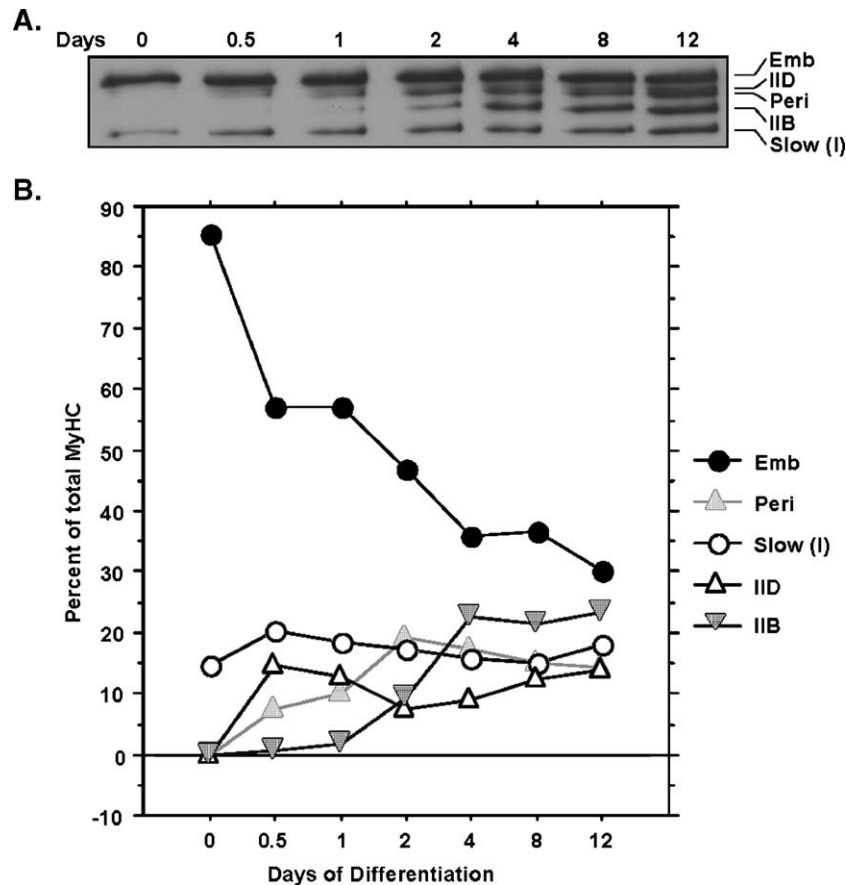 A.
Days 0 0.5 1 2 4 8 12
Emb
IID
Peri
IIB
Slow (I)
B.
90
80
70
60
50
40
30
20
10
0
-10
Percent of total MyHC
0 0.5 1 2 4 8 12
Days of Differentiation
Emb
Peri
Slow (I)
IID
IIB